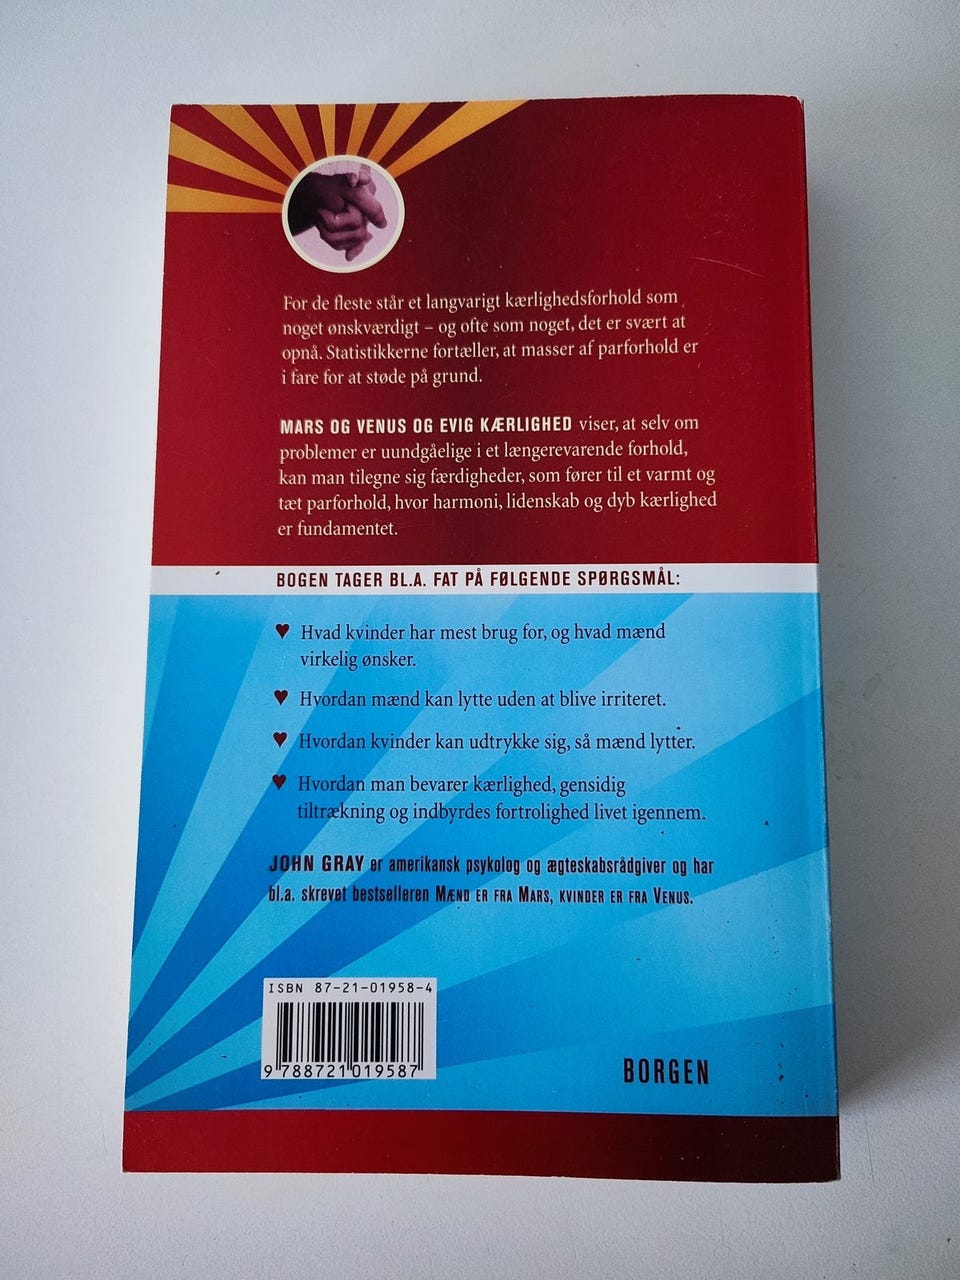 For de fleste står et langvarigt kærlighedsforhold som
noget ønskværdigt – og ofte som noget, det er svært at
opnå. Statistikkerne fortæller, at masser af parforhold er
i fare for at støde på grund.
MARS OG VENUS OG EVIG KÆRLIGHED viser, at selv om
problemer er uundgåelige i et længerevarende forhold,
kan man tilegne sig færdigheder, som fører til et varmt og
tæt parforhold, hvor harmoni, lidenskab og dyb kærlighed
er fundamentet.
BOGEN TAGER BL.A. FAT PÅ FØLGENDE SPØRGSMÅL:
♥ Hvad kvinder har mest brug for, og hvad mænd
virkelig ønsker.
♥ Hvordan mænd kan lytte uden at blive irriteret.
♥ Hvordan kvinder kan udtrykke sig, så mænd lytter.
♥ Hvordan man bevarer kærlighed, gensidig
tiltrækning og indbyrdes fortrolighed livet igennem.
JOHN GRAY er amerikansk psykolog og ægteskabsrådgiver og har
bl.a. skrevet bestselleren MÆND ER FRA MARS, KVINDER ER FRA VENUS.
ISBN 87-21-01958-4
9 788721 019587
BORGEN